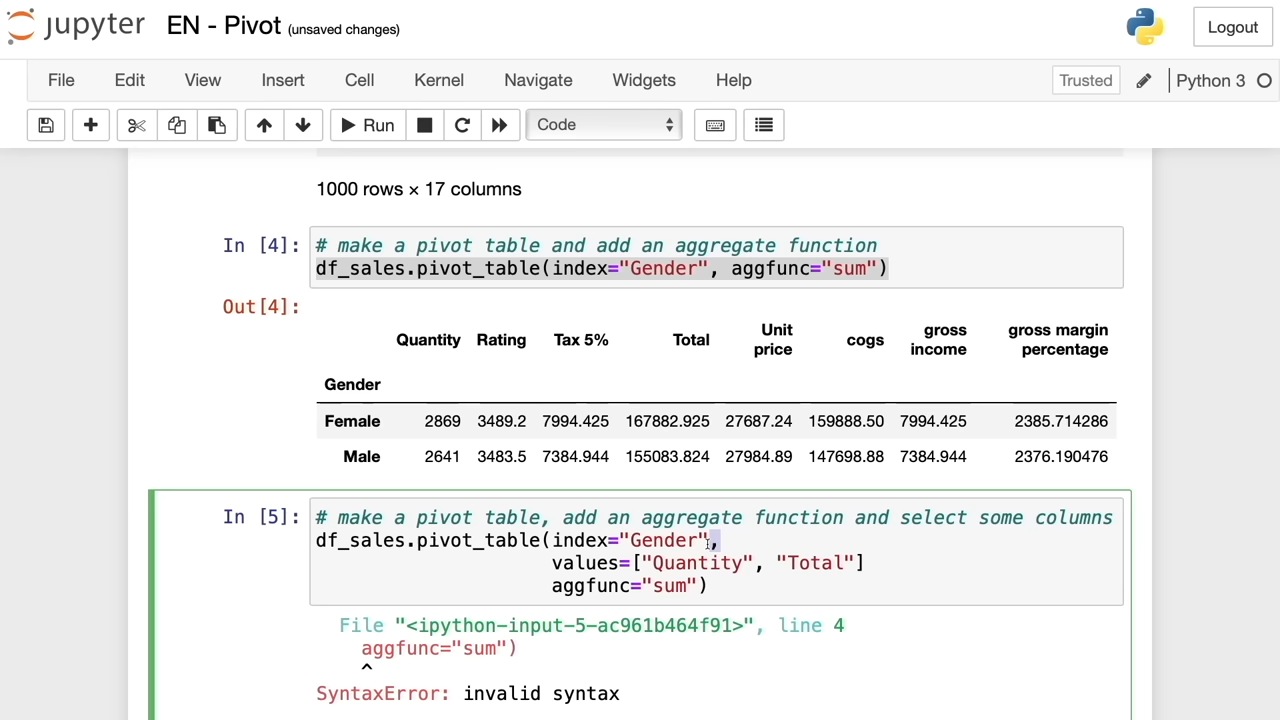 jupyter EN - Pivot (unsaved changes) Logout
File Edit View Insert Cell Kernel Navigate Widgets Help Trusted Python 3
Run Code
1000 rows × 17 columns
In [4]: # make a pivot table and add an aggregate function
df_sales.pivot_table(index="Gender", aggfunc="sum")
Out[4]:
Quantity Rating Tax 5% Total Unit price cogs gross income gross margin percentage
Gender
Female 2869 3489.2 7994.425 167882.925 27687.24 159888.50 7994.425 2385.714286
Male 2641 3483.5 7384.944 155083.824 27984.89 147698.88 7384.944 2376.190476
In [5]: # make a pivot table, add an aggregate function and select some columns
df_sales.pivot_table(index="Gender",
values=["Quantity", "Total"]
aggfunc="sum")
File "<ipython-input-5-ac961b464f91>", line 4
aggfunc="sum")
^
SyntaxError: invalid syntax